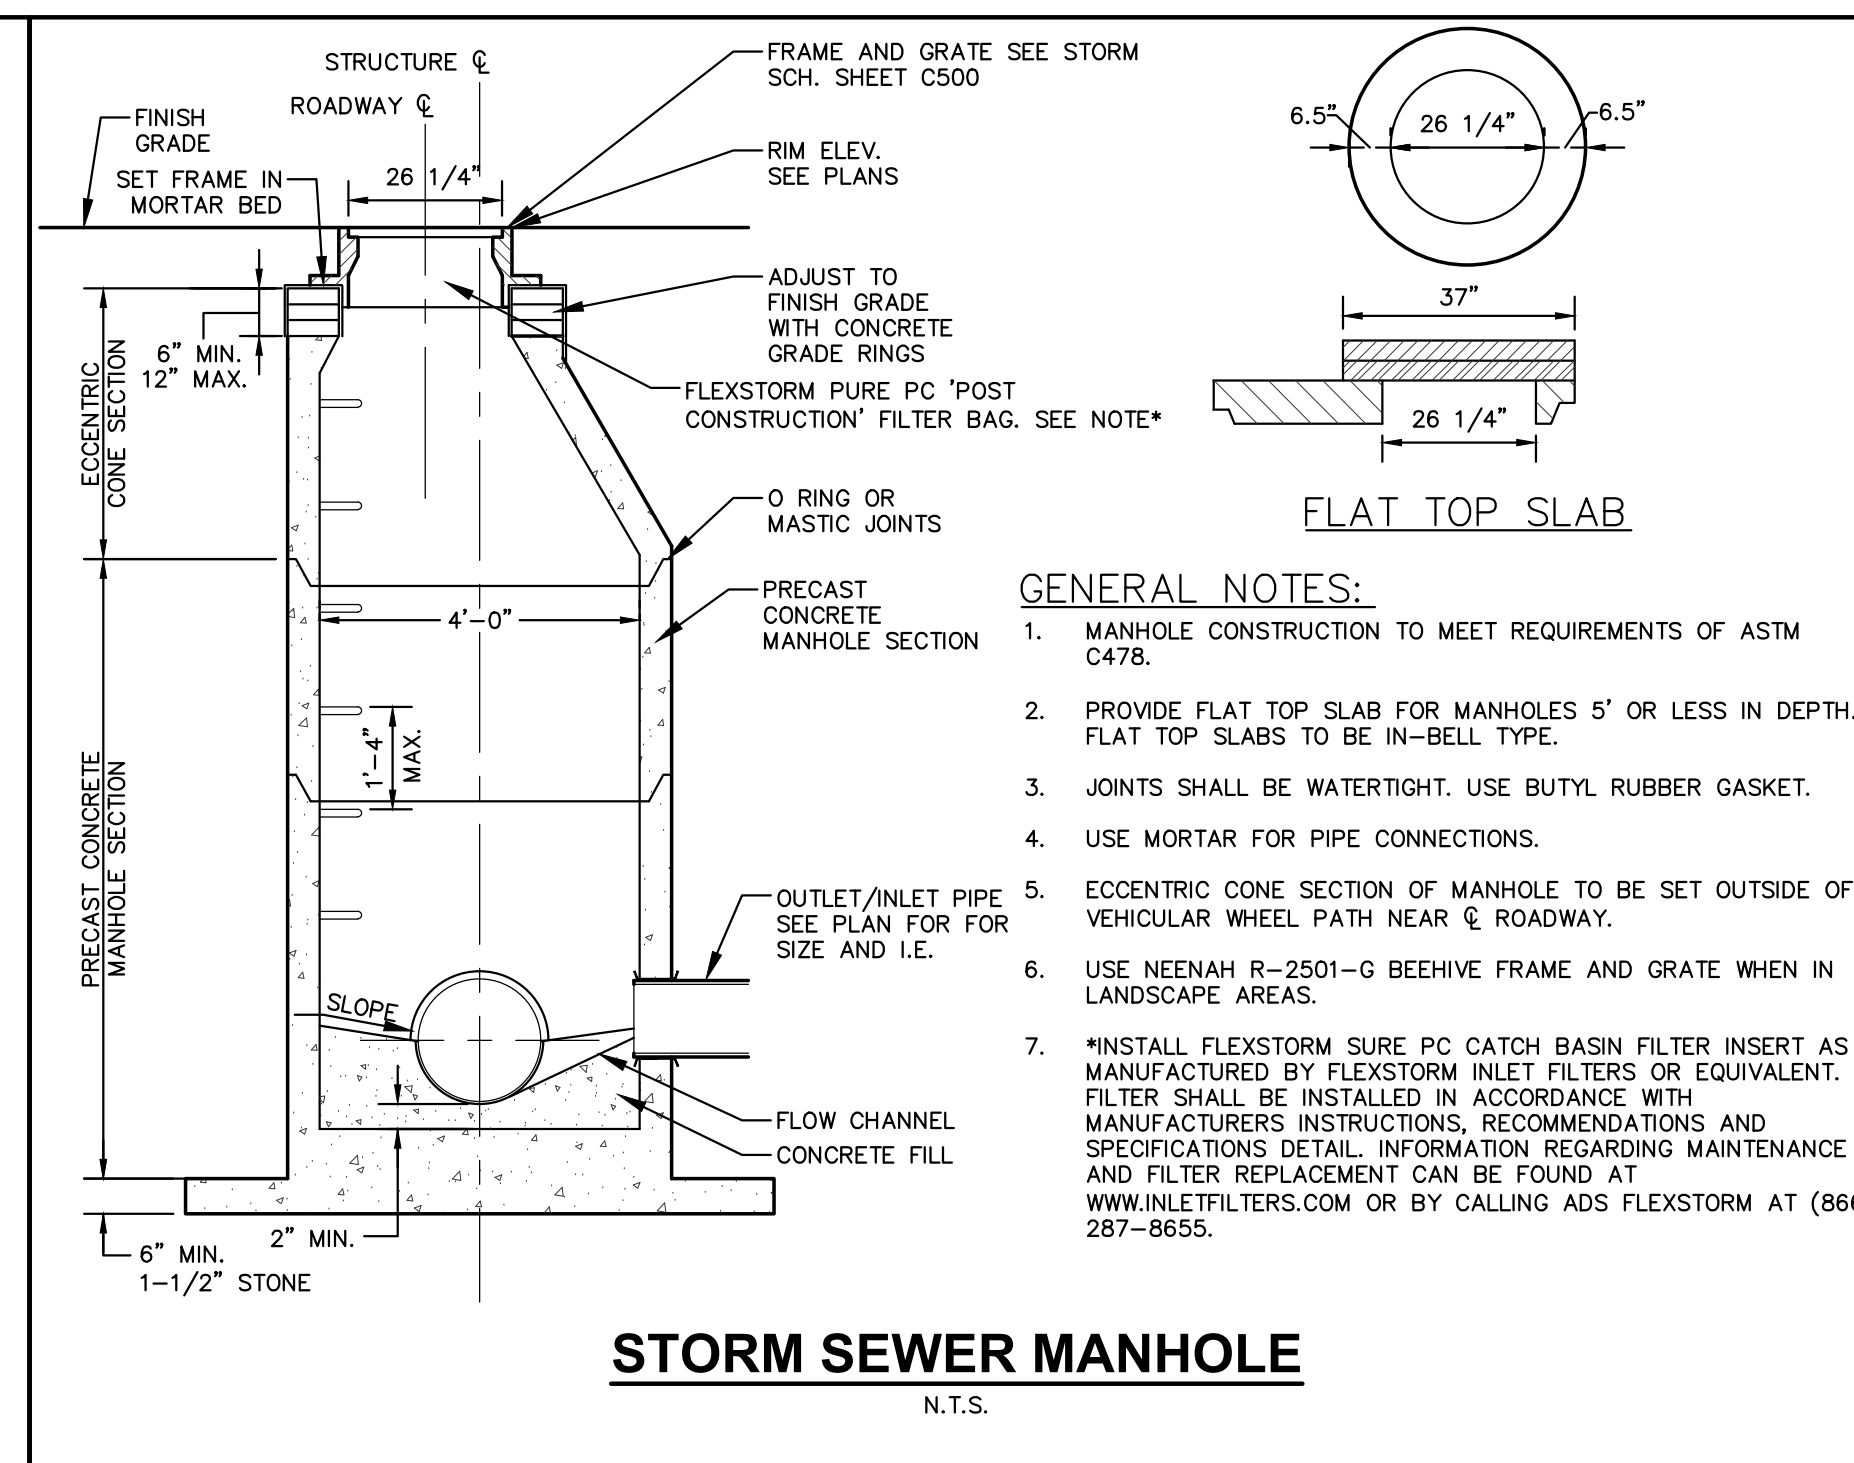 STRUCTURE ℄
ROADWAY ℄
FINISH
GRADE
SET FRAME IN
MORTAR BED
26 1/4"
FRAME AND GRATE SEE STORM
SCH. SHEET C500
RIM ELEV.
SEE PLANS
ADJUST TO
FINISH GRADE
WITH CONCRETE
GRADE RINGS
6" MIN.
12" MAX.
ECCENTRIC
CONE SECTION
FLEXSTORM PURE PC 'POST
CONSTRUCTION' FILTER BAG. SEE NOTE*
O RING OR
MASTIC JOINTS
PRECAST
CONCRETE
MANHOLE SECTION
4'-0"
1'-4"
MAX.
PRECAST CONCRETE
MANHOLE SECTION
OUTLET/INLET PIPE
SEE PLAN FOR FOR
SIZE AND I.E.
SLOPE
FLOW CHANNEL
CONCRETE FILL
2" MIN.
6" MIN.
1-1/2" STONE
6.5"
26 1/4"
6.5"
37"
26 1/4"
FLAT TOP SLAB
GENERAL NOTES:
1. MANHOLE CONSTRUCTION TO MEET REQUIREMENTS OF ASTM
C478.
2. PROVIDE FLAT TOP SLAB FOR MANHOLES 5' OR LESS IN DEPTH.
FLAT TOP SLABS TO BE IN-BELL TYPE.
3. JOINTS SHALL BE WATERTIGHT. USE BUTYL RUBBER GASKET.
4. USE MORTAR FOR PIPE CONNECTIONS.
5. ECCENTRIC CONE SECTION OF MANHOLE TO BE SET OUTSIDE OF
VEHICULAR WHEEL PATH NEAR ℄ ROADWAY.
6. USE NEENAH R-2501-G BEEHIVE FRAME AND GRATE WHEN IN
LANDSCAPE AREAS.
7. *INSTALL FLEXSTORM SURE PC CATCH BASIN FILTER INSERT AS
MANUFACTURED BY FLEXSTORM INLET FILTERS OR EQUIVALENT.
FILTER SHALL BE INSTALLED IN ACCORDANCE WITH
MANUFACTURERS INSTRUCTIONS, RECOMMENDATIONS AND
SPECIFICATIONS DETAIL. INFORMATION REGARDING MAINTENANCE
AND FILTER REPLACEMENT CAN BE FOUND AT
WWW.INLETFILTERS.COM OR BY CALLING ADS FLEXSTORM AT
287-8655.
STORM SEWER MANHOLE
N.T.S.